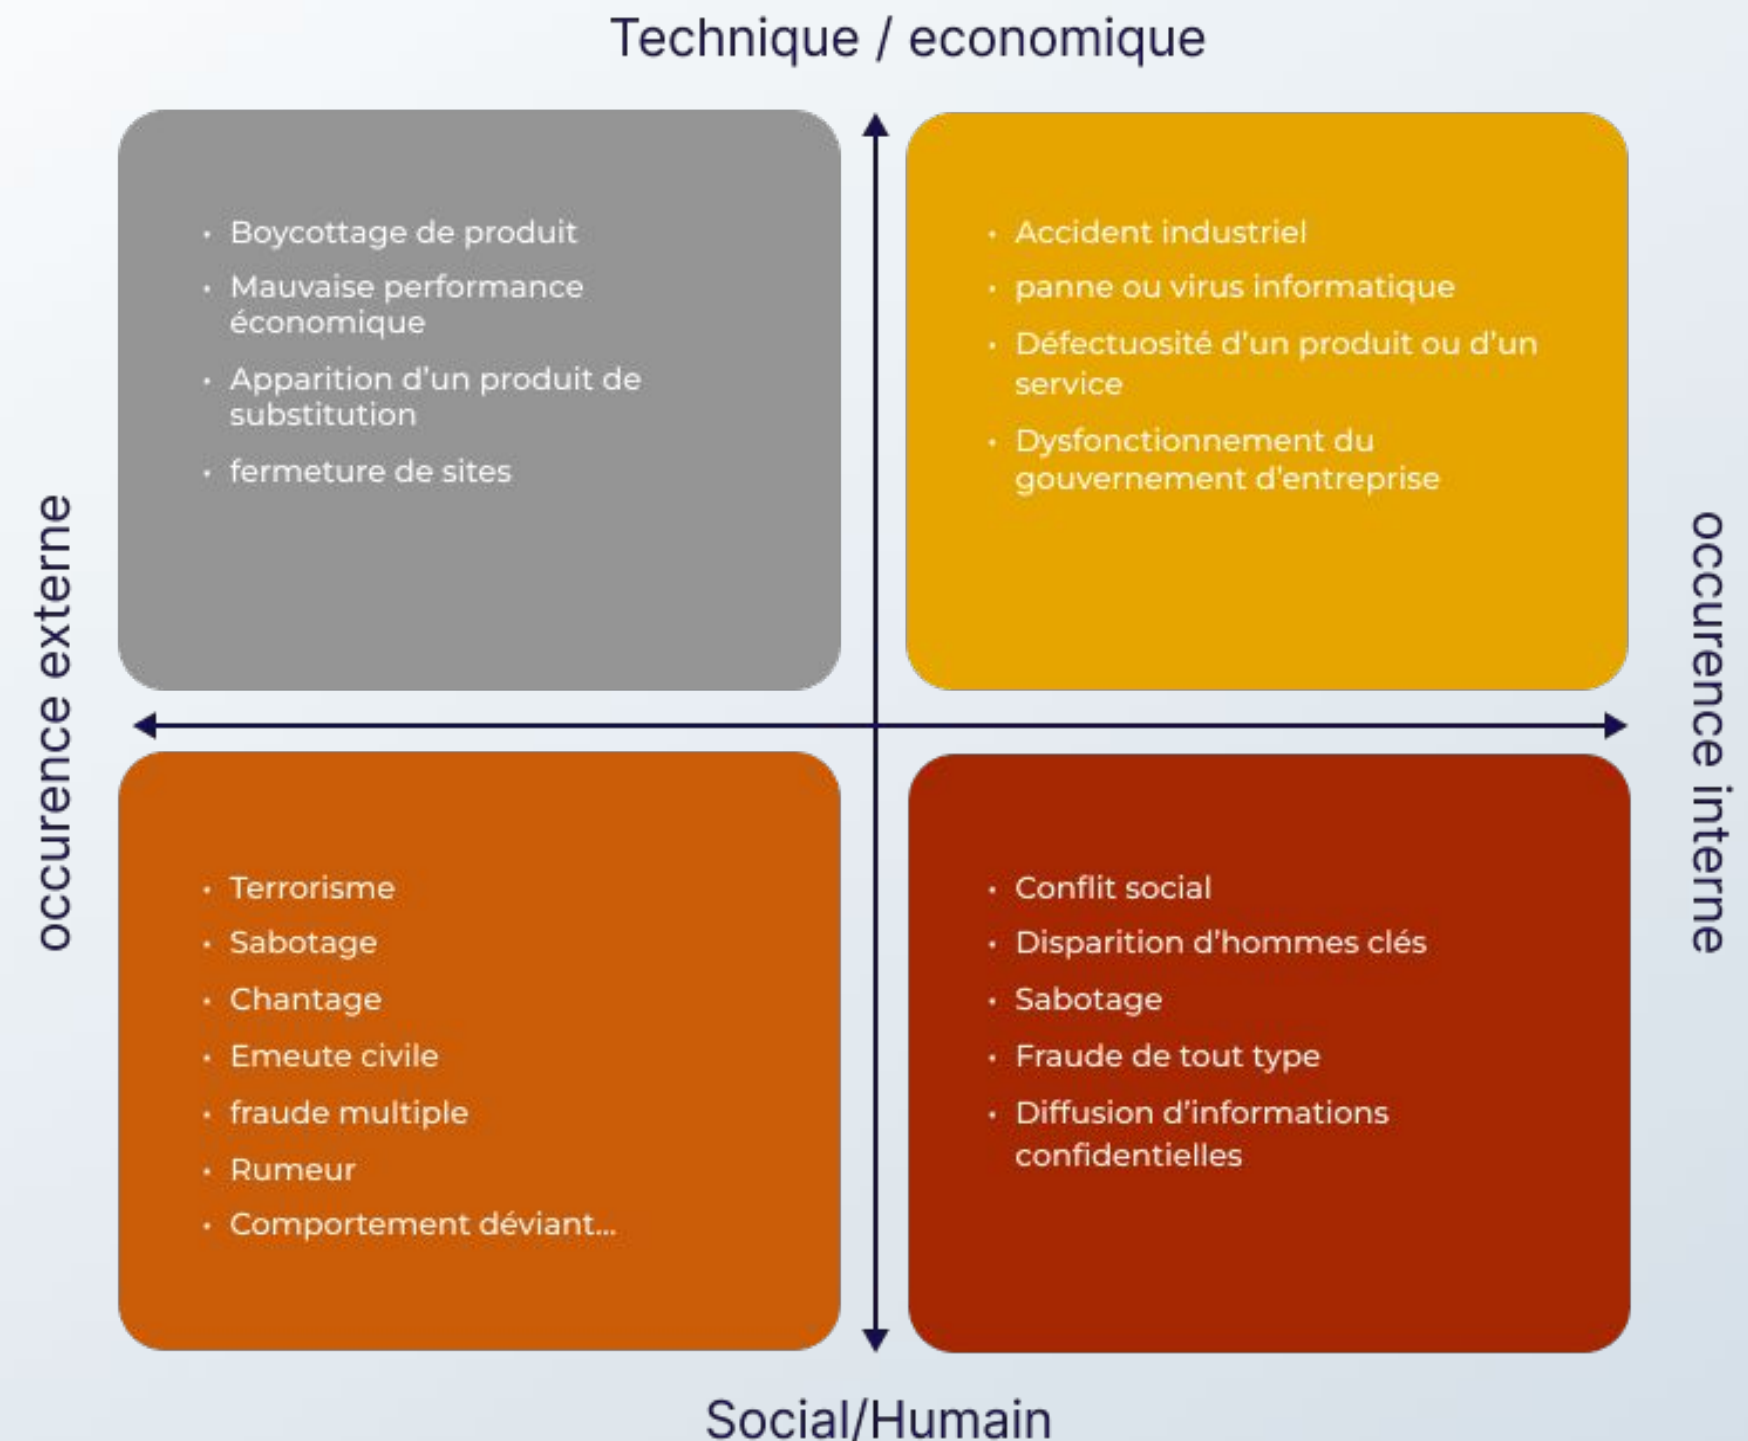 Technique / economique
• Boycottage de produit
• Mauvaise performance
économique
• Apparition d'un produit de
substitution
• fermeture de sites
• Accident industriel
• panne ou virus informatique
• Défectuosité d'un produit ou d'un
service
• Dysfonctionnement du
gouvernement d'entreprise
occurence externe
occurence interne
• Terrorisme
• Sabotage
• Chantage
• Emeute civile
• fraude multiple
• Rumeur
• Comportement déviant...
• Conflit social
• Disparition d'hommes clés
• Sabotage
• Fraude de tout type
• Diffusion d'informations
confidentielles
Social/Humain